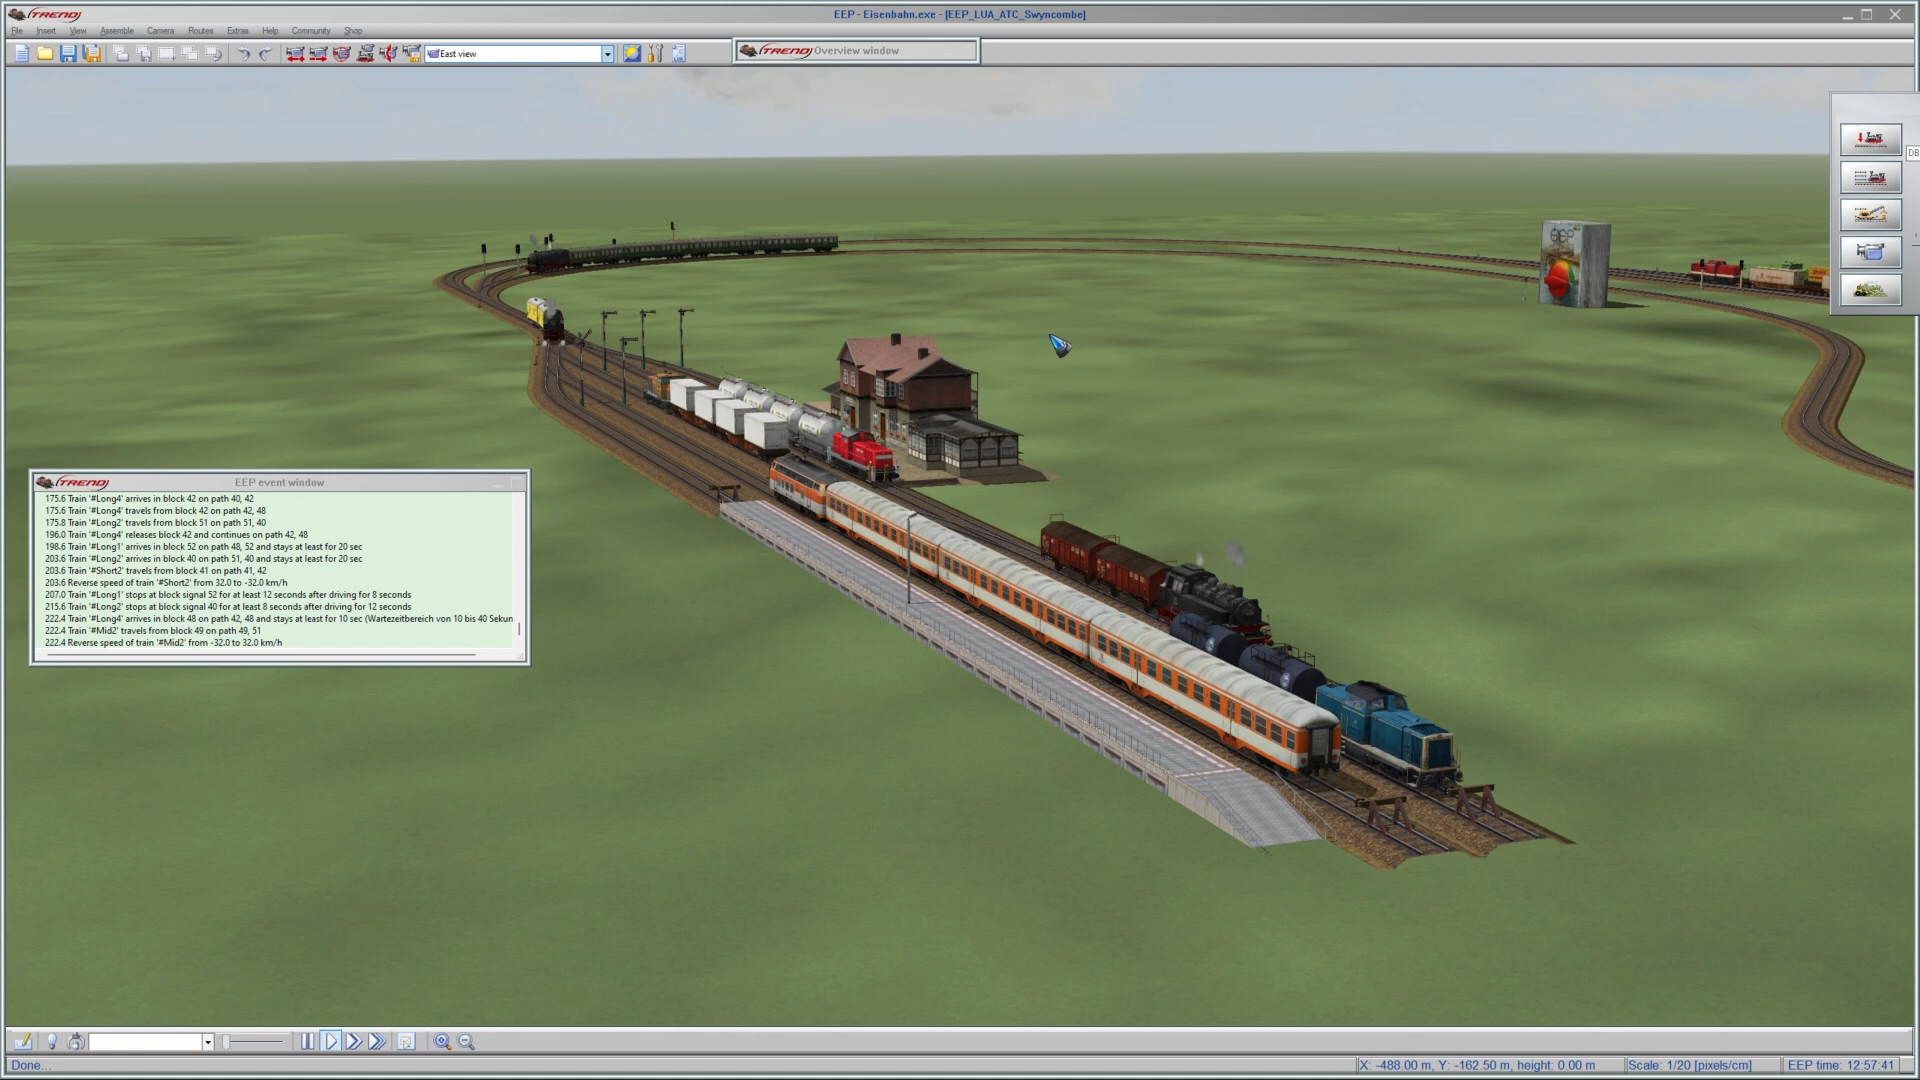 TREND
EEP - Eisenbahn.exe - [EEP_LUA_ATC_Swyncombe]
File Insert View Assemble Camera Routes Extras Help Community Shop
East view
TREND Overview window
DB
eep
TREND EEP event window
175.6 Train '#Long4' arrives in block 42 on path 40, 42
175.6 Train '#Long4' travels from block 42 on path 42, 48
175.8 Train '#Long2' travels from block 51 on path 51, 40
196.0 Train '#Long4' releases block 42 and continues on path 42, 48
198.6 Train '#Long1' arrives in block 52 on path 48, 52 and stays at least for 20 sec
203.6 Train '#Long2' arrives in block 40 on path 51, 40 and stays at least for 20 sec
203.6 Train '#Short2' travels from block 41 on path 41, 42
203.6 Reverse speed of train '#Short2' from 32.0 to -32.0 km/h
207.0 Train '#Long1' stops at block signal 52 for at least 12 seconds after driving for 8 seconds
215.6 Train '#Long2' stops at block signal 40 for at least 8 seconds after driving for 12 seconds
222.4 Train '#Long4' arrives in block 48 on path 42, 48 and stays at least for 10 sec (Wartezeitbereich von 10 bis 40 Sekun
222.4 Train '#Mid2' travels from block 49 on path 49, 51
222.4 Reverse speed of train '#Mid2' from -32.0 to 32.0 km/h
Done...
X: -488.00 m, Y: -162.50 m, height: 0.00 m
Scale: 1/20 [pixels/cm]
EEP time: 12:57:41